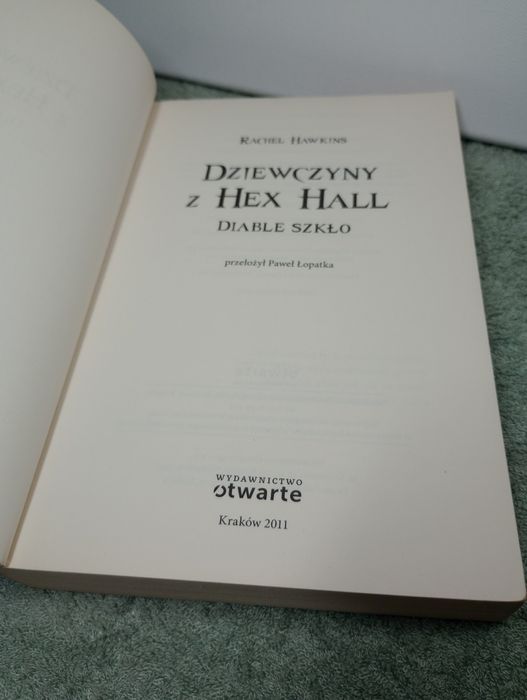 Rachel Hawkins
Dziewczyny
z Hex Hall
Diable szkło
przełożył Paweł Łopatka
WYDAWNICTWO
otwarte
Kraków 2011